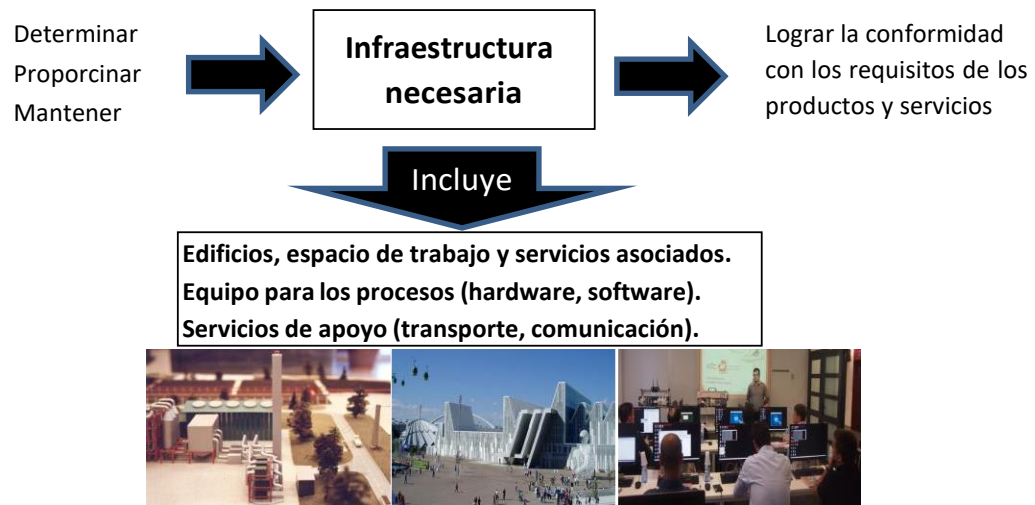 Determinar
Proporcinar
Mantener
Infraestructura
necesaria
Lograr la conformidad
con los requisitos de los
productos y servicios
Incluye
Edificios, espacio de trabajo y servicios asociados.
Equipo para los procesos (hardware, software).
Servicios de apoyo (transporte, comunicación).